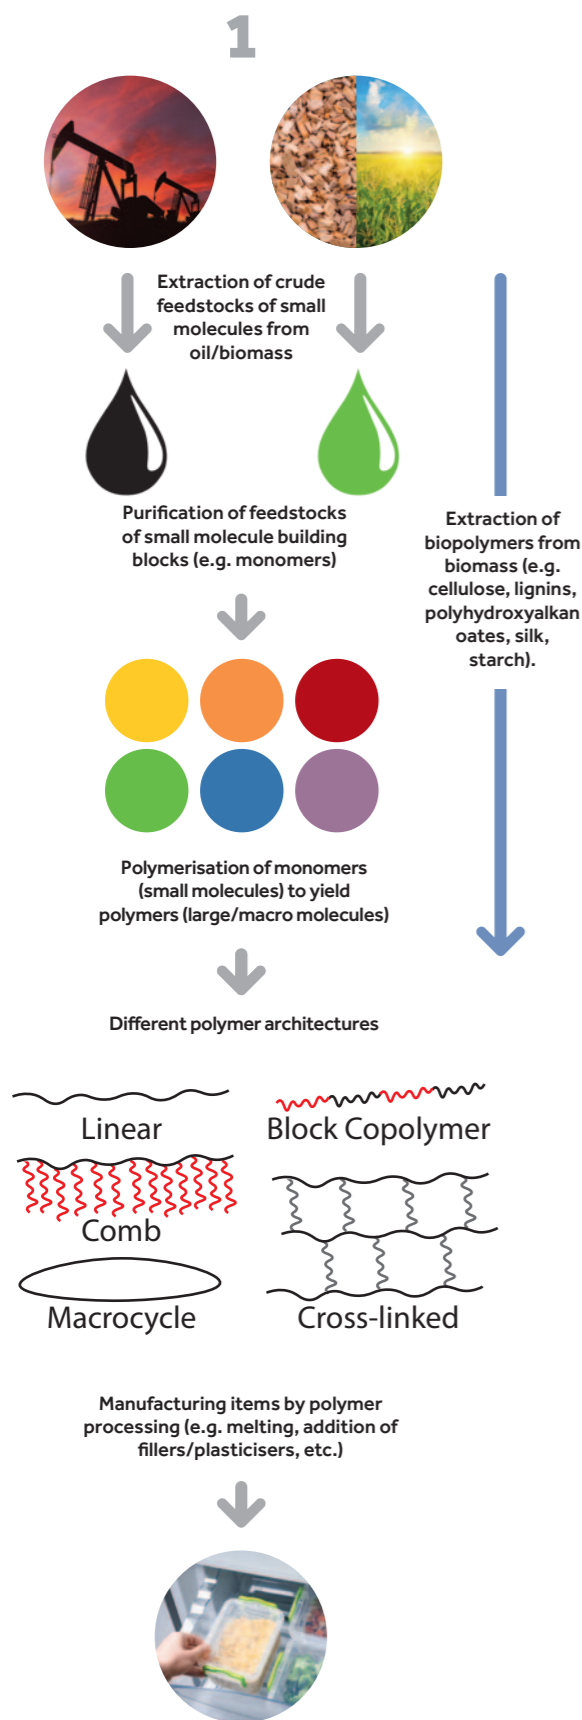 1
Extraction of crude
feedstocks of small
molecules from
oil/biomass
Purification of feedstocks
of small molecule building
blocks (e.g. monomers)
Extraction of
biopolymers from
biomass (e.g.
cellulose, lignins,
polyhydroxyalkan
oates, silk,
starch).
Polymerisation of monomers
(small molecules) to yield
polymers (large/macro molecules)
Different polymer architectures
Linear
Block Copolymer
Comb
Macrocycle
Cross-linked
Manufacturing items by polymer
processing (e.g. melting, addition of
fillers/plasticisers, etc.)